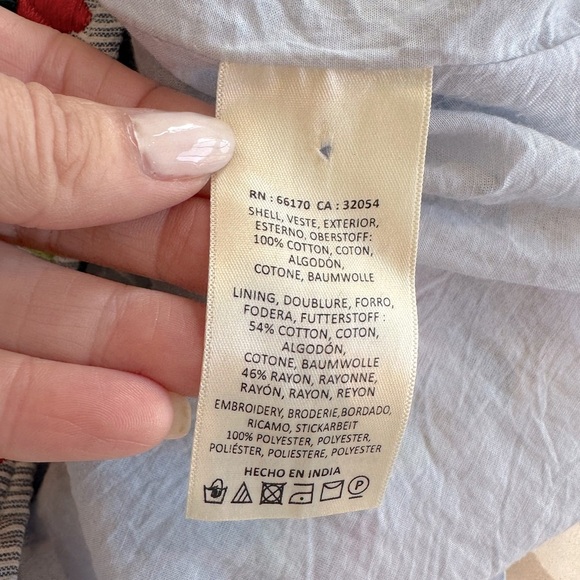 RN : 66170 CA : 32054
SHELL, VESTE, EXTERIOR,
ESTERNO, OBERSTOFF:
100% COTTON, COTON,
ALGODÓN,
COTONE, BAUMWOLLE
LINING, DOUBLURE, FORRO,
FODERA, FUTTERSTOFF :
54% COTTON, COTON,
ALGODÓN,
COTONE, BAUMWOLLE
46% RAYON, RAYONNE,
RAYÓN, RAYON, REYON
EMBROIDERY, BRODERIE,BORDADO,
RICAMO, STICKARBEIT
100% POLYESTER, POLYESTER,
POLIÉSTER, POLIESTERE, POLYESTER
HECHO EN INDIA
P